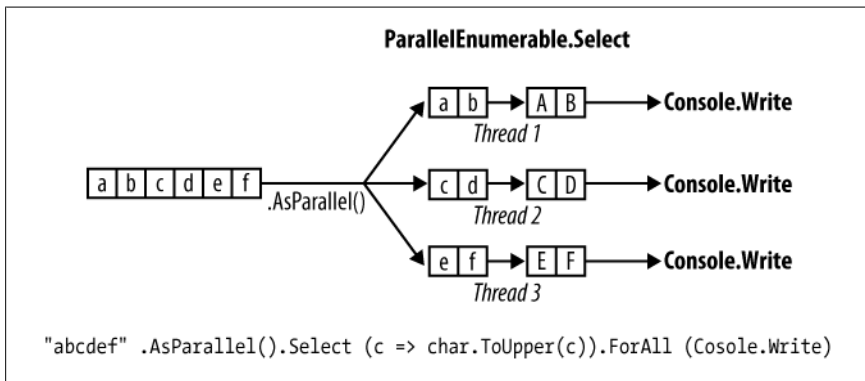 ParallelEnumerable.Select
a b A B Console.Write
Thread 1
a b c d e f .AsParallel() c d C D Console.Write
Thread 2
e f E F Console.Write
Thread 3
"abcdef" .AsParallel().Select (c => char.ToUpper(c)).ForAll (Cosole.Write)